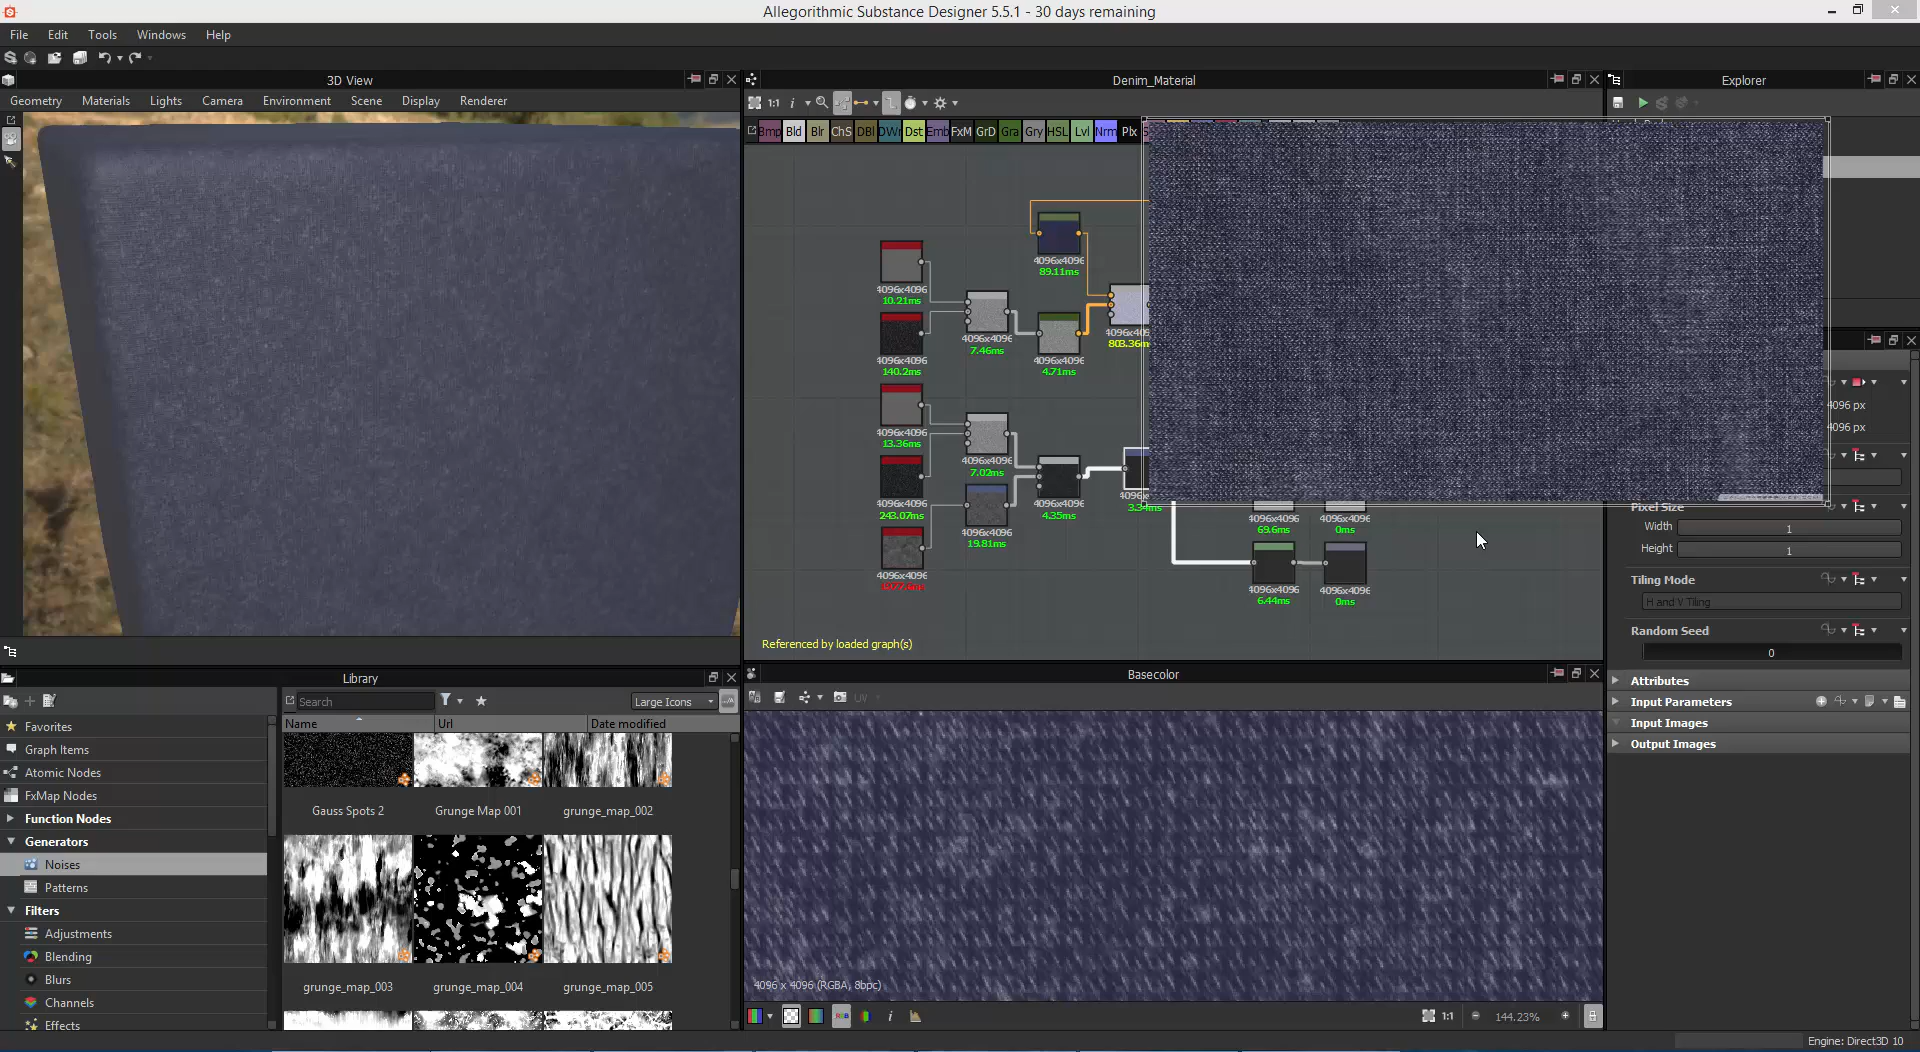 Allegorithmic Substance Designer 5.5.1 - 30 days remaining
File Edit Tools Windows Help
3D View
Geometry Materials Lights Camera Environment Scene Display Renderer
Denim_Material
1:1
Bmp Bld Blr ChS DBl DWr Dst Emb FxM GrD Gra Gry HSL Lvl Nrm Plx
4096x4096
89.11ms
4096x4096
10.21ms
4096x4096
7.46ms
4096x4096
140.2ms
4096x4096
4.71ms
803.36m
4096x4096
13.36ms
4096x4096
7.02ms
4096x4096
243.07ms
4096x4096
4.35ms
4096x4096
19.81ms
4096x4096
4096x4096
69.6ms
4096x4096
0ms
4096x4096
6.44ms
4096x4096
0ms
Referenced by loaded graph(s)
Explorer
4096 px
4096 px
Pixel Size
Width 1
Height 1
Tiling Mode
H and V Tiling
Random Seed
0
Attributes
Input Parameters
Input Images
Output Images
Library
Search
Large Icons
Name Url Date modified
Favorites
Graph Items
Atomic Nodes
FxMap Nodes
Function Nodes
Generators
Noises
Patterns
Filters
Adjustments
Blending
Blurs
Channels
Effects
Gauss Spots 2 Grunge Map 001 grunge_map_002
grunge_map_003 grunge_map_004 grunge_map_005
Basecolor
UV
4096 x 4096 (RGBA, 8bpc)
RGB
1:1
144.23%
Engine: Direct3D 10